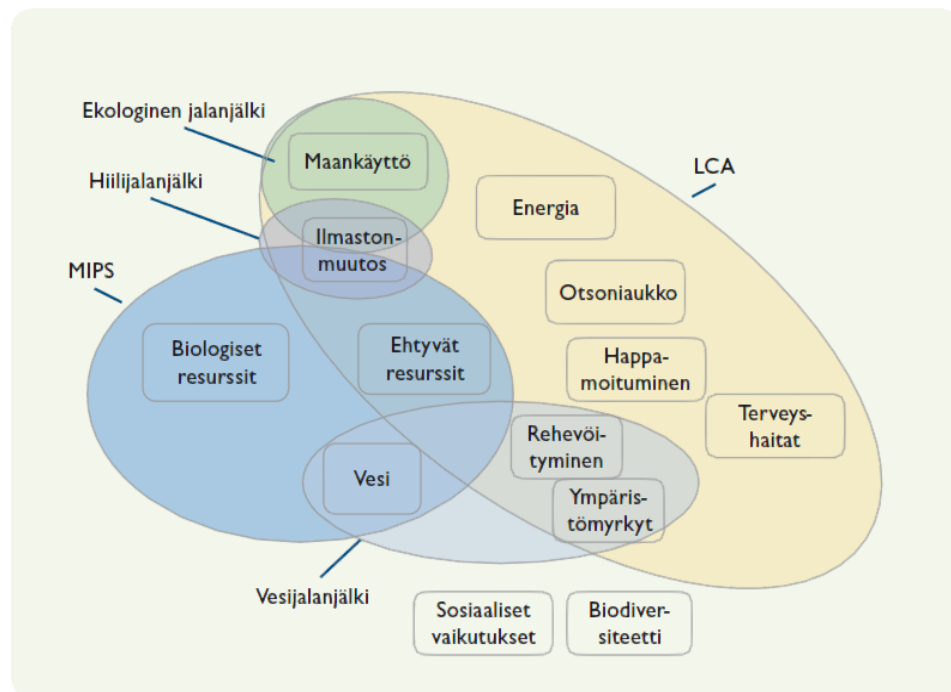 Ekologinen jalanjälki
Maankäyttö
LCA
Hiilijalanjälki
Energia
Ilmaston-
muutos
MIPS
Otsoniaukko
Biologiset
resurssit
Ehtyvät
resurssit
Happa-
moituminen
Terveys-
haitat
Rehevöi-
tyminen
Vesi
Ympäris-
tömyrkyt
Vesijalanjälki
Sosiaaliset
vaikutukset
Biodiver-
siteetti